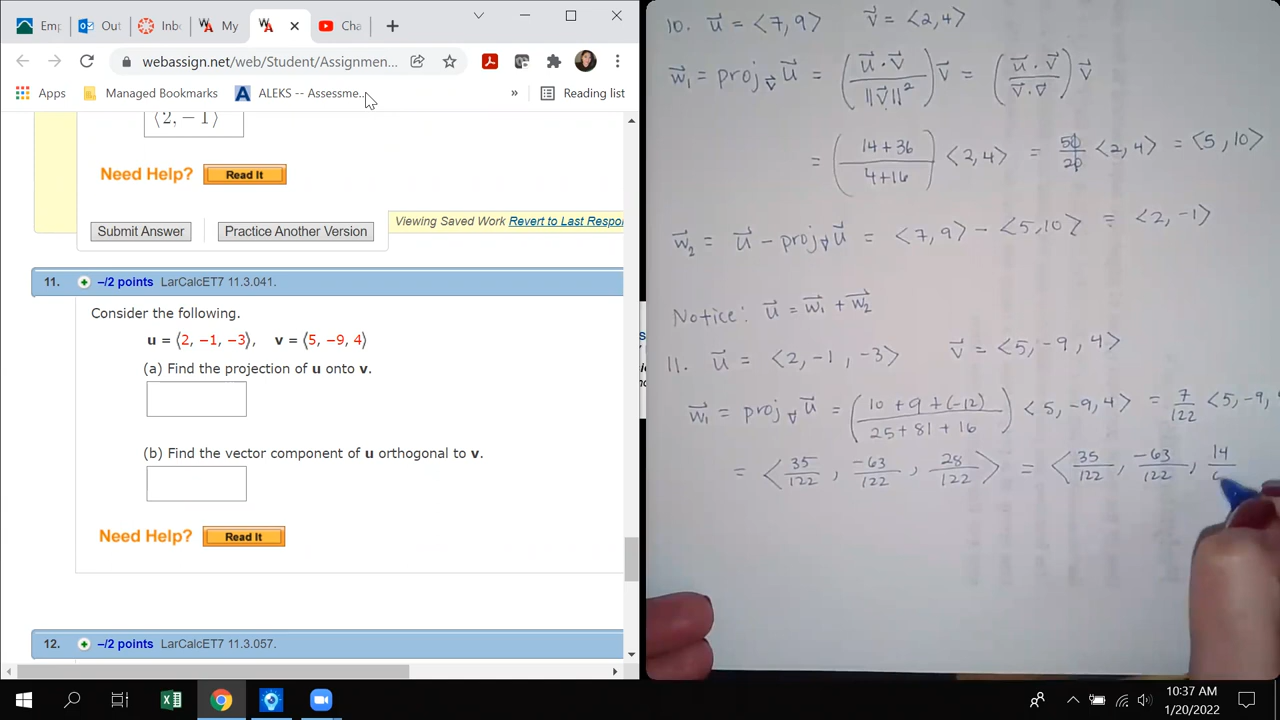 Emp
Out
Inbo
My
Cha
webassign.net/web/Student/Assignmen...
Apps
Managed Bookmarks
ALEKS -- Assessme...
»
Reading list
⟨2, −1⟩
Need Help? Read It
Viewing Saved Work Revert to Last Respo
Submit Answer
Practice Another Version
11. –/2 points LarCalcET7 11.3.041.
Consider the following.
u = ⟨2, −1, −3⟩, v = ⟨5, −9, 4⟩
(a) Find the projection of u onto v.
(b) Find the vector component of u orthogonal to v.
Need Help? Read It
12. –/2 points LarCalcET7 11.3.057.
10:37 AM
1/20/2022
10. u⃗ = <7, 9> v⃗ = <2, 4>
w⃗₁ = proj_v⃗ u⃗ = (u⃗ · v⃗ / ||v⃗||²) v⃗ = (u⃗ · v⃗ / v⃗ · v⃗) v⃗
= (14 + 36 / 4 + 16) <2, 4> = 50/20 <2, 4> = <5, 10>
w⃗₂ = u⃗ − proj_v⃗ u⃗ = <7, 9> − <5, 10> = <2, −1>
Notice: u⃗ = w⃗₁ + w⃗₂
11. u⃗ = <2, −1, −3> v⃗ = <5, −9, 4>
w⃗₁ = proj_v⃗ u⃗ = (10 + 9 + (−12) / 25 + 81 + 16) <5, −9, 4> = 7/122 <5, −9, 4
= <35/122, −63/122, 28/122> = <35/122, −63/122, 14/